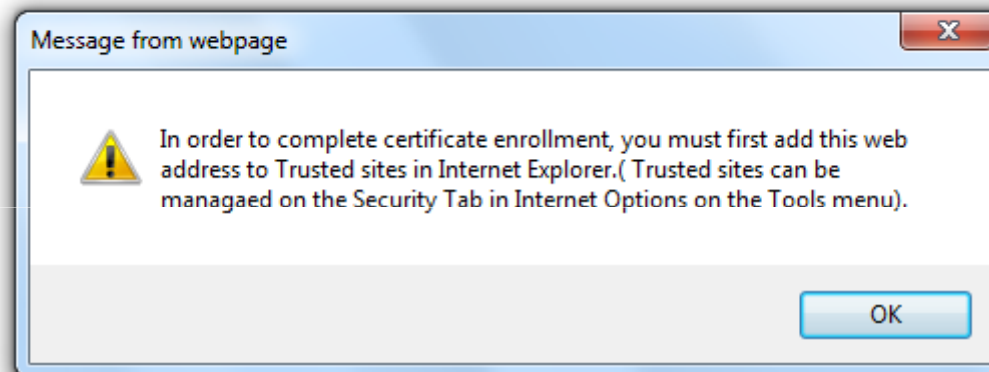 Message from webpage
In order to complete certificate enrollment, you must first add this web
address to Trusted sites in Internet Explorer.( Trusted sites can be
managaed on the Security Tab in Internet Options on the Tools menu).
OK